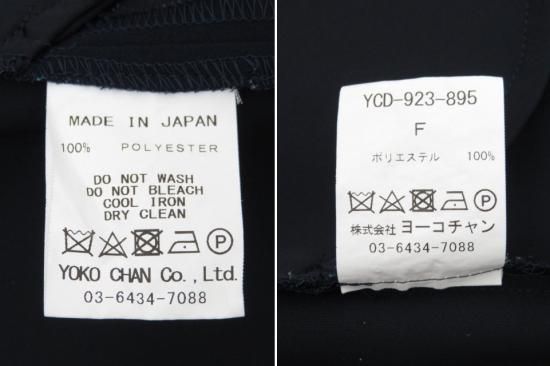 MADE IN JAPAN
100% POLYESTER
DO NOT WASH
DO NOT BLEACH
COOL IRON
DRY CLEAN
P
YOKO CHAN Co., Ltd.
03-6434-7088
YCD-923-895
F
ポリエステル 100%
P
株式会社 ヨーコチャン
03-6434-7088